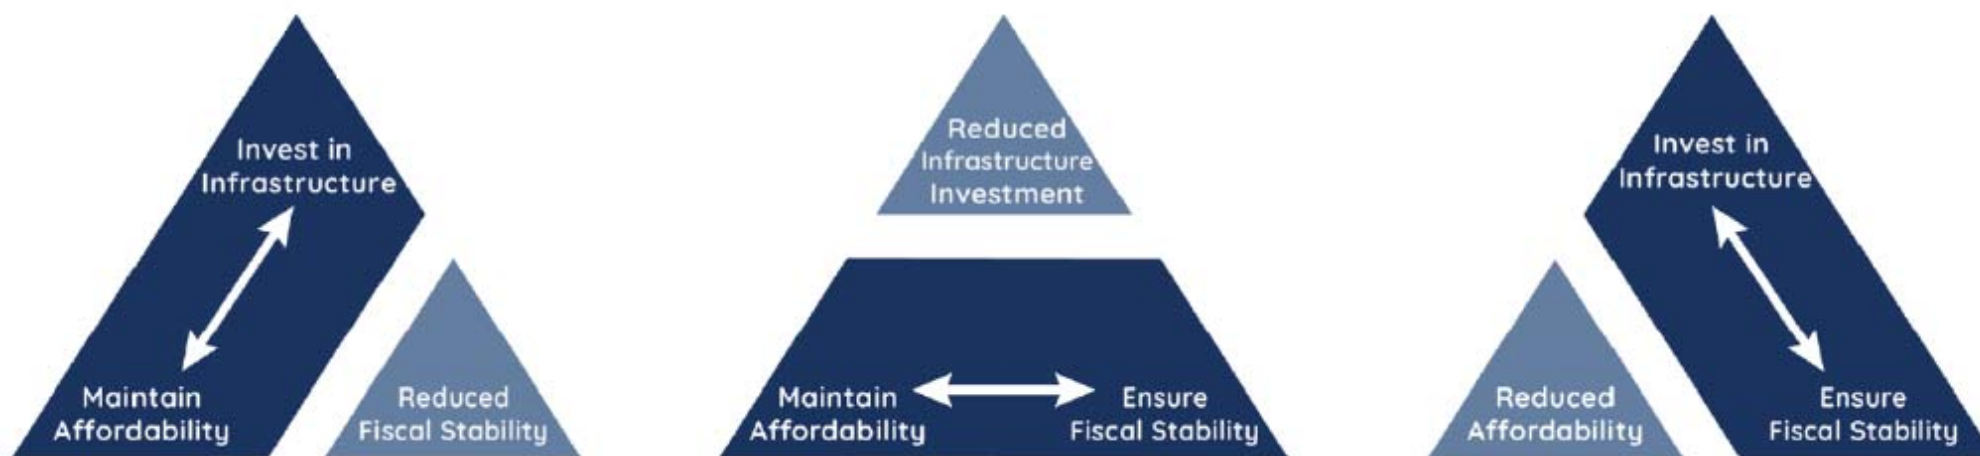 Invest in
Infrastructure
Maintain
Affordability
Reduced
Fiscal Stability
Reduced
Infrastructure
Investment
Maintain
Affordability
Ensure
Fiscal Stability
Invest in
Infrastructure
Reduced
Affordability
Ensure
Fiscal Stability